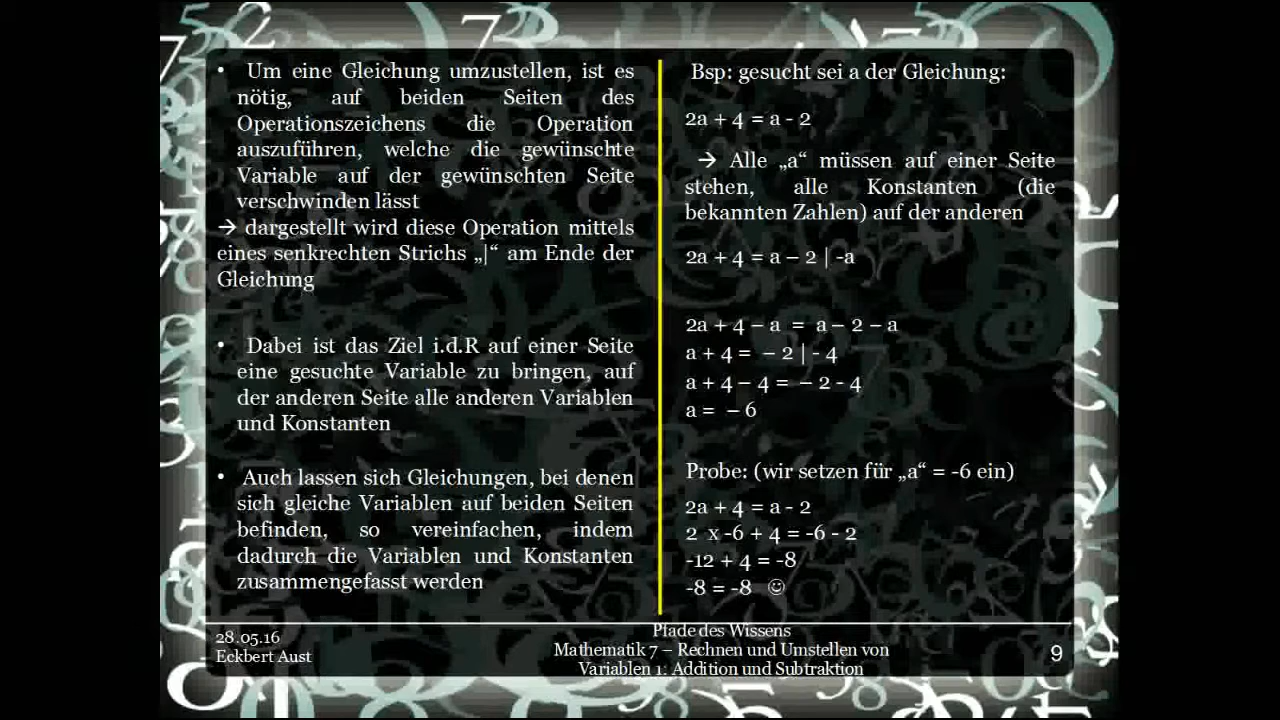 • Um eine Gleichung umzustellen, ist es
nötig, auf beiden Seiten des
Operationszeichens die Operation
auszuführen, welche die gewünschte
Variable auf der gewünschten Seite
verschwinden lässt
→ dargestellt wird diese Operation mittels
eines senkrechten Strichs „|“ am Ende der
Gleichung
• Dabei ist das Ziel i.d.R auf einer Seite
eine gesuchte Variable zu bringen, auf
der anderen Seite alle anderen Variablen
und Konstanten
• Auch lassen sich Gleichungen, bei denen
sich gleiche Variablen auf beiden Seiten
befinden, so vereinfachen, indem
dadurch die Variablen und Konstanten
zusammengefasst werden
Bsp: gesucht sei a der Gleichung:
2a + 4 = a - 2
→ Alle „a“ müssen auf einer Seite
stehen, alle Konstanten (die
bekannten Zahlen) auf der anderen
2a + 4 = a – 2 | -a
2a + 4 – a = a – 2 – a
a + 4 = – 2 | - 4
a + 4 – 4 = – 2 - 4
a = – 6
Probe: (wir setzen für „a“ = -6 ein)
2a + 4 = a - 2
2 x -6 + 4 = -6 - 2
-12 + 4 = -8
-8 = -8 ☺
28.05.16
Eckbert Aust
Pfade des Wissens
Mathematik 7 – Rechnen und Umstellen von
Variablen 1: Addition und Subtraktion
9